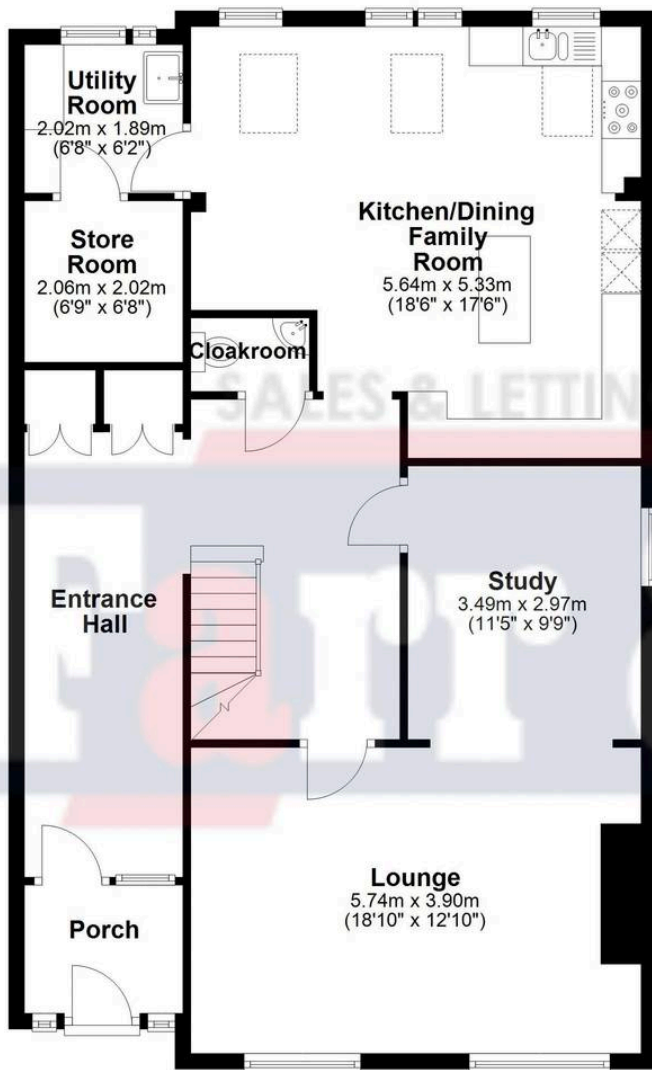 Utility
Room
2.02m x 1.89m
(6'8" x 6'2")
Kitchen/Dining
Family
Room
5.64m x 5.33m
(18'6" x 17'6")
Store
Room
2.06m x 2.02m
(6'9" x 6'8")
Cloakroom
SALES & LETTIN
Farr
Study
3.49m x 2.97m
(11'5" x 9'9")
Entrance
Hall
Lounge
5.74m x 3.90m
(18'10" x 12'10")
Porch